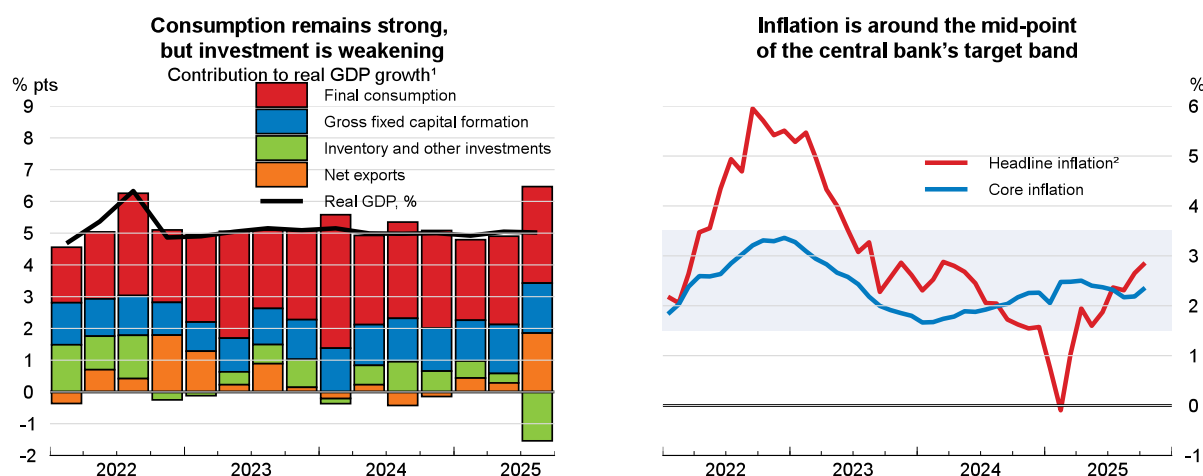 Consumption remains strong,
but investment is weakening
Contribution to real GDP growth¹
% pts
Final consumption
Gross fixed capital formation
Inventory and other investments
Net exports
Real GDP, %
9
8
7
6
5
4
3
2
1
0
-1
-2
2022 2023 2024 2025
Inflation is around the mid-point
of the central bank's target band
%
Headline inflation²
Core inflation
6
5
4
3
2
1
0
-1
2022 2023 2024 2025